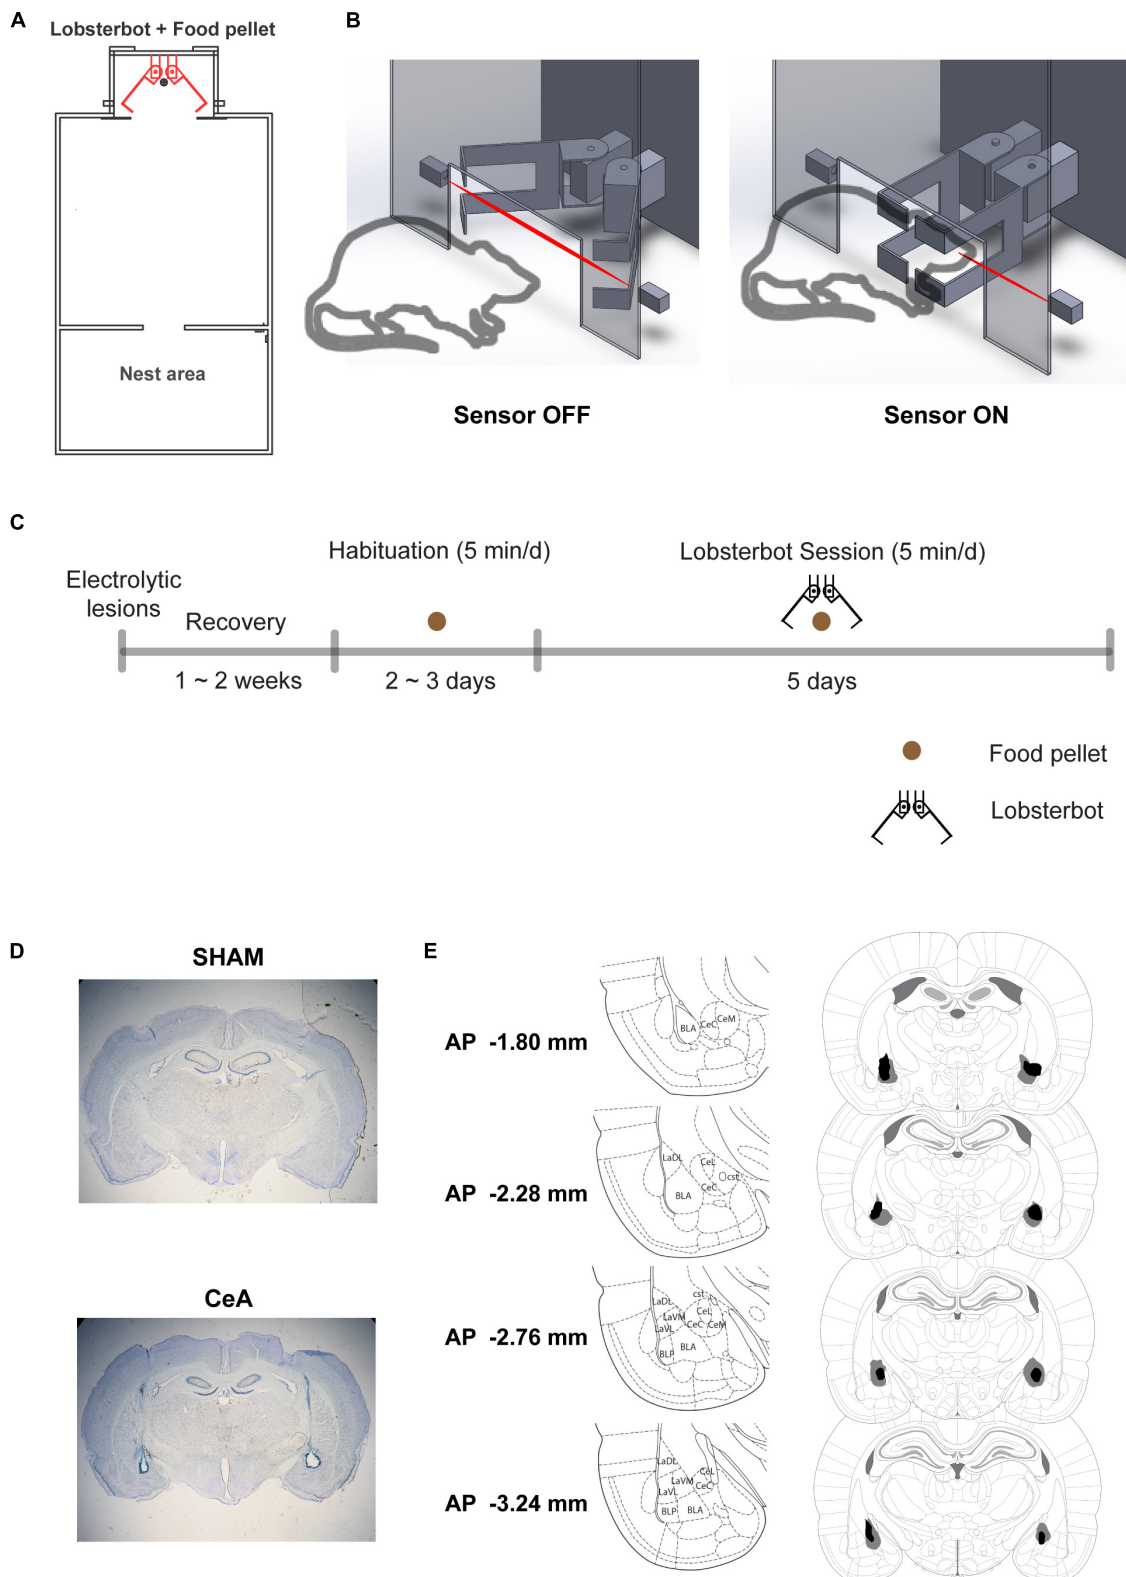 A
Lobsterbot + Food pellet
Nest area
B
Sensor OFF
Sensor ON
C
Electrolytic
lesions
Recovery
1 ~ 2 weeks
Habituation (5 min/d)
2 ~ 3 days
Lobsterbot Session (5 min/d)
5 days
Food pellet
Lobsterbot
D
SHAM
CeA
E
AP -1.80 mm
BLA
CeC
CeM
AP -2.28 mm
LaDL
CeL
cst
CeC
BLA
AP -2.76 mm
cst
LaDL
CeL
LaVM
CeC
CeM
LaVL
BLP
BLA
AP -3.24 mm
LaDL
CeL
LaVM
CeC
LaVL
BLP
BLA